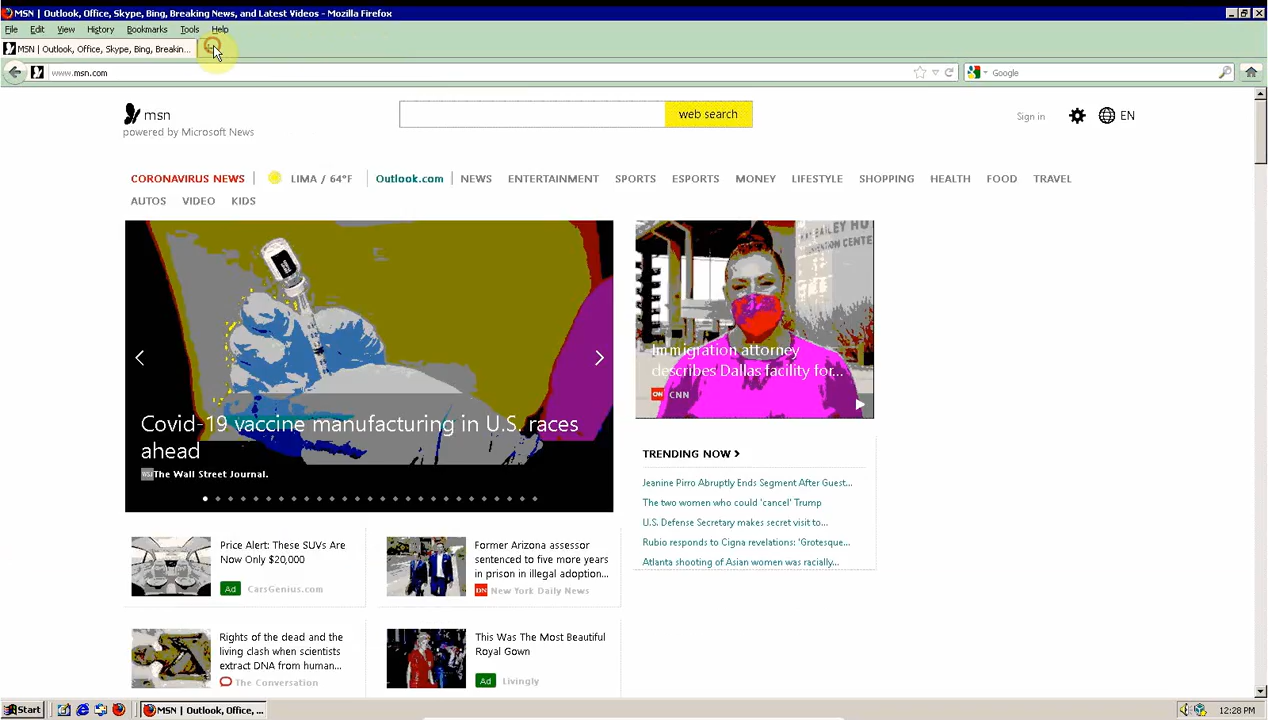 MSN | Outlook, Office, Skype, Bing, Breaking News, and Latest Videos - Mozilla Firefox
File Edit View History Bookmarks Tools Help
MSN | Outlook, Office, Skype, Bing, Breakin...
www.msn.com
Google
msn
powered by Microsoft News
web search
Sign in
EN
CORONAVIRUS NEWS
LIMA / 64°F
Outlook.com
NEWS ENTERTAINMENT SPORTS ESPORTS MONEY LIFESTYLE SHOPPING HEALTH FOOD TRAVEL
AUTOS VIDEO KIDS
Covid-19 vaccine manufacturing in U.S. races
ahead
WSJ
The Wall Street Journal.
KAY BAILEY HU
CONVENTION CENTER
Immigration attorney
describes Dallas facility for...
CNN
TRENDING NOW >
Jeanine Pirro Abruptly Ends Segment After Guest...
The two women who could 'cancel' Trump
U.S. Defense Secretary makes secret visit to...
Rubio responds to Cigna revelations: 'Grotesque...
Atlanta shooting of Asian women was racially...
Price Alert: These SUVs Are
Now Only $20,000
Ad CarsGenius.com
Former Arizona assessor
sentenced to five more years
in prison in illegal adoption...
DN New York Daily News
Rights of the dead and the
living clash when scientists
extract DNA from human...
The Conversation
This Was The Most Beautiful
Royal Gown
Ad Livingly
Start
MSN | Outlook, Office, ...
12:28 PM